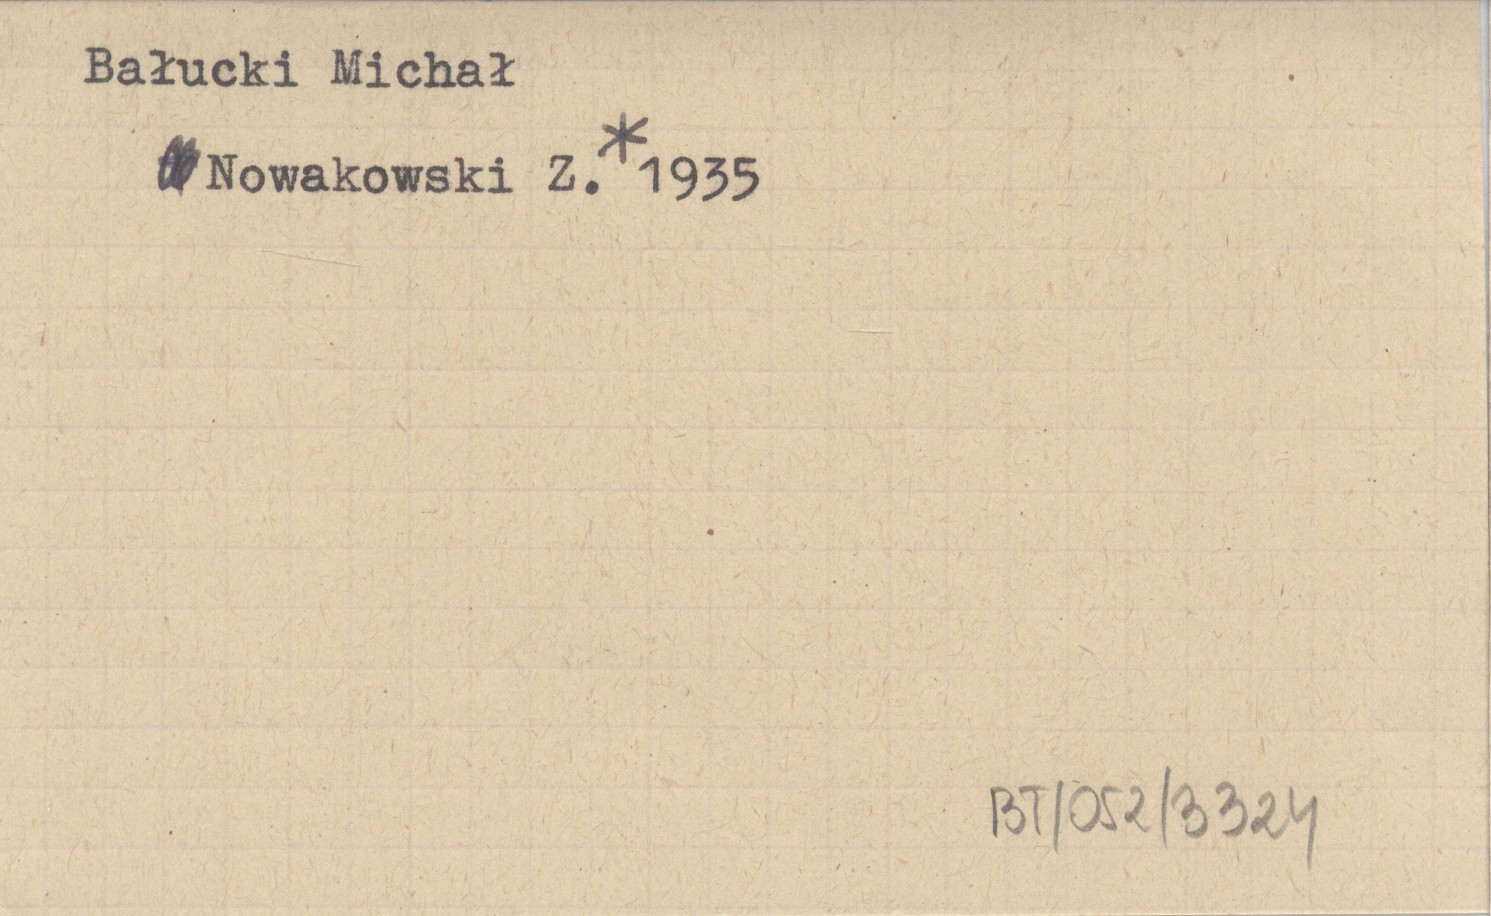 Bałucki Michał
Nowakowski Z.* 1935
BT/052/3324